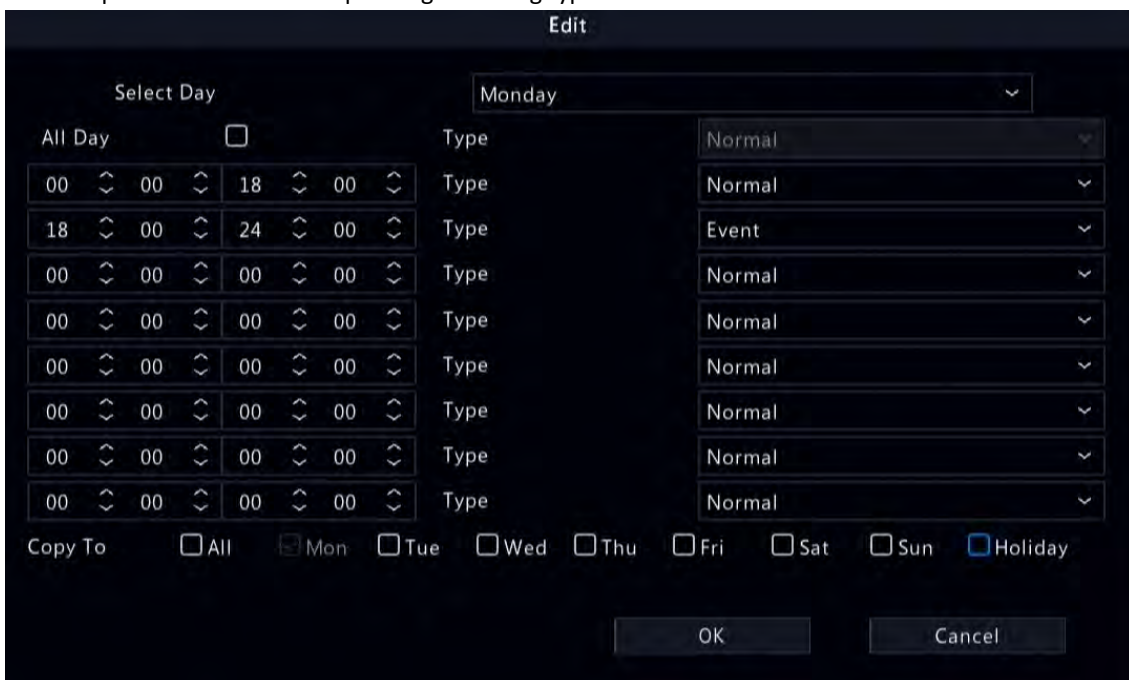 Edit
Select Day Monday
All Day Type Normal
00 00 18 00 Type Normal
18 00 24 00 Type Event
00 00 00 00 Type Normal
00 00 00 00 Type Normal
00 00 00 00 Type Normal
00 00 00 00 Type Normal
00 00 00 00 Type Normal
00 00 00 00 Type Normal
Copy To All Mon Tue Wed Thu Fri Sat Sun Holiday
OK Cancel